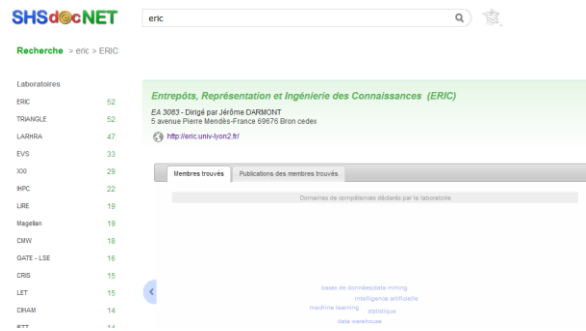 SHSdocNET
eric
Recherche > eric > ERIC
Laboratoires
ERIC 52
TRIANGLE 52
LARHRA 47
EVS 33
XXI 29
IHPC 22
LIRE 19
Magellan 19
CMW 18
GATE - LSE 16
CRIS 15
LET 15
CIHAM 14
14
Entrepôts, Représentation et Ingénierie des Connaissances (ERIC)
EA 3083 - Dirigé par Jérôme DARMONT
5 avenue Pierre Mendès-France 69676 Bron cedex
http://eric.univ-lyon2.fr/
Membres trouvés
Publications des membres trouvés
Domaines de compétences déclarés par le laboratoire
bases de données data mining
intelligence artificielle
machine learning statistique
data warehouse